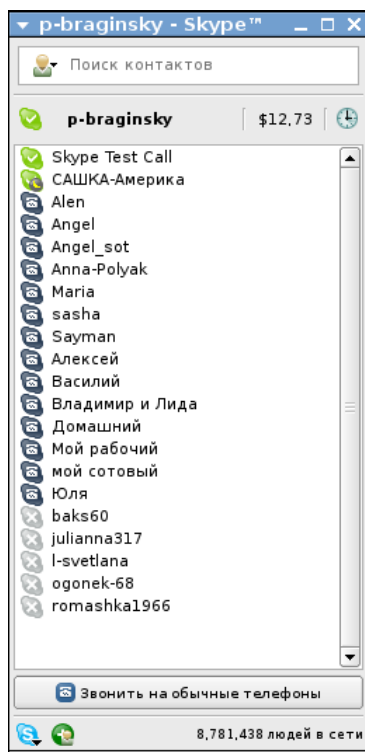 p-braginsky - Skype™
Поиск контактов
p-braginsky $12,73
Skype Test Call
САШКА-Америка
Alen
Angel
Angel_sot
Anna-Polyak
Maria
sasha
Sayman
Алексей
Василий
Владимир и Лида
Домашний
Мой рабочий
мой сотовый
Юля
baks60
julianna317
l-svetlana
ogonek-68
romashka1966
Звонить на обычные телефоны
8,781,438 людей в сети